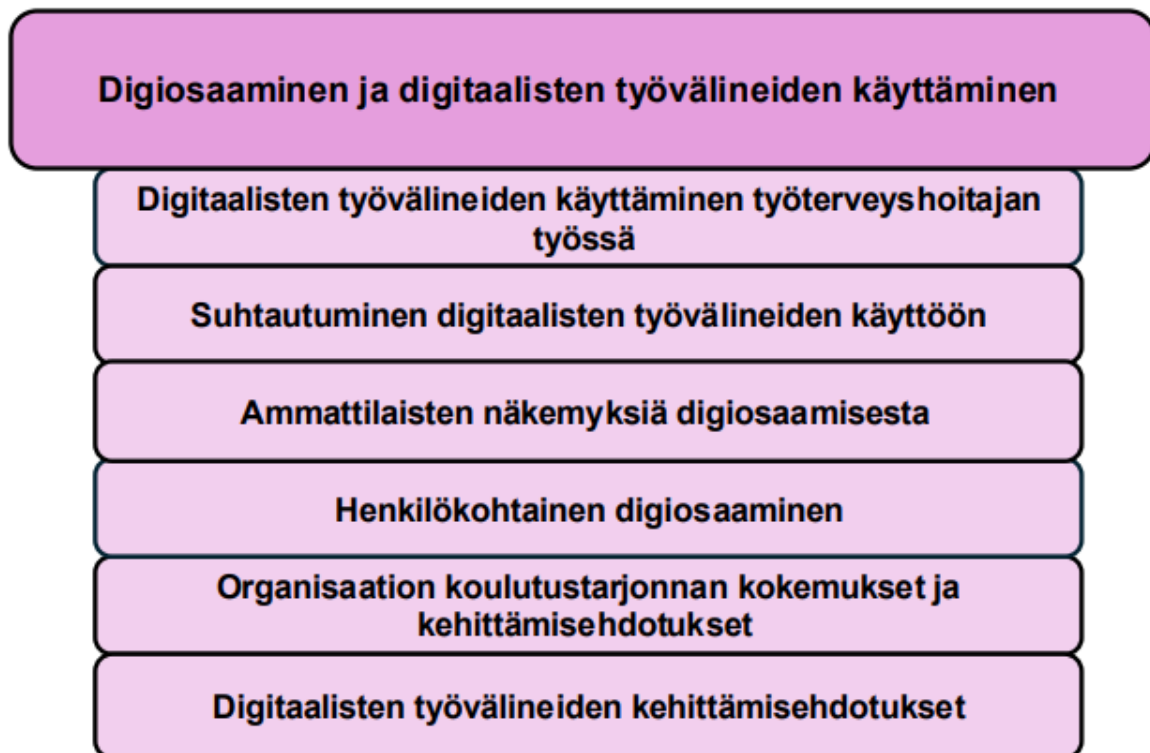 Digiosaaminen ja digitaalisten työvälineiden käyttäminen
Digitaalisten työvälineiden käyttäminen työterveyshoitajan
työssä
Suhtautuminen digitaalisten työvälineiden käyttöön
Ammattilaisten näkemyksiä digiosaamisesta
Henkilökohtainen digiosaaminen
Organisaation koulutustarjonnan kokemukset ja
kehittämisehdotukset
Digitaalisten työvälineiden kehittämisehdotukset